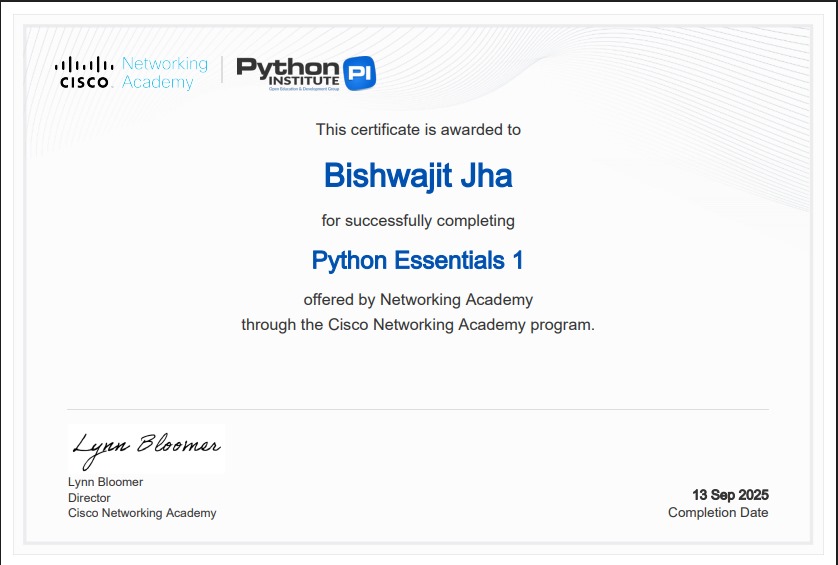 CISCO Networking Academy
Python INSTITUTE PI
Open Education & Development Group
This certificate is awarded to
Bishwajit Jha
for successfully completing
Python Essentials 1
offered by Networking Academy
through the Cisco Networking Academy program.
Lynn Bloomer
Lynn Bloomer
Director
Cisco Networking Academy
13 Sep 2025
Completion Date